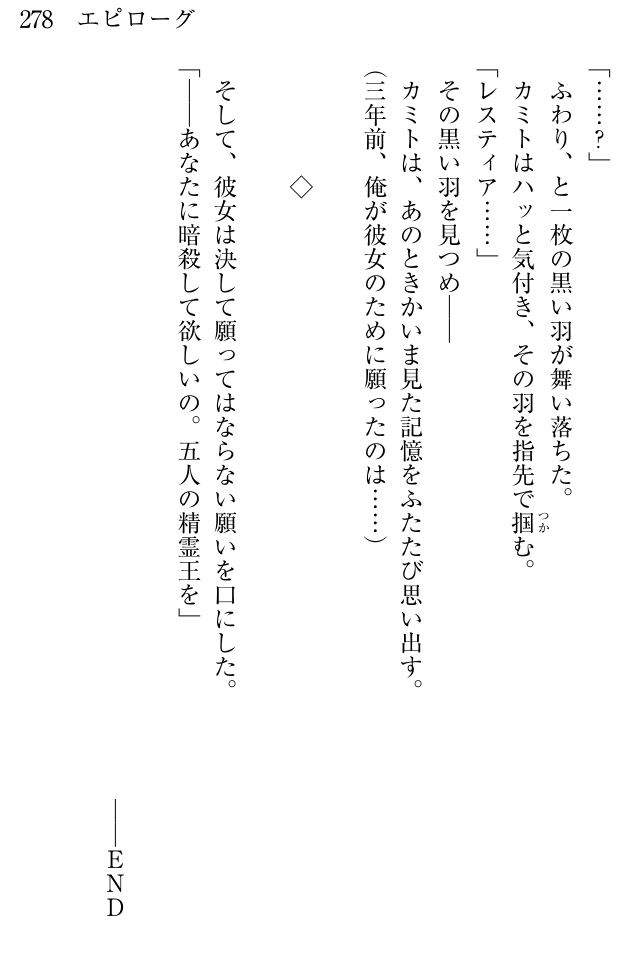 278 エピローグ
「……？」
ふわり、と一枚の黒い羽が舞い落ちた。
カミトはハッと気付き、その羽を指先で掴む。
つか
「レスティア……」
その黒い羽を見つめ――
カミトは、あのときかいま見た記憶をふたたび思い出す。
（三年前、俺が彼女のために願ったのは……）
◇
そして、彼女は決して願ってはならない願いを口にした。
「――あなたに暗殺して欲しいの。五人の精霊王を」
――ＥＮＤ